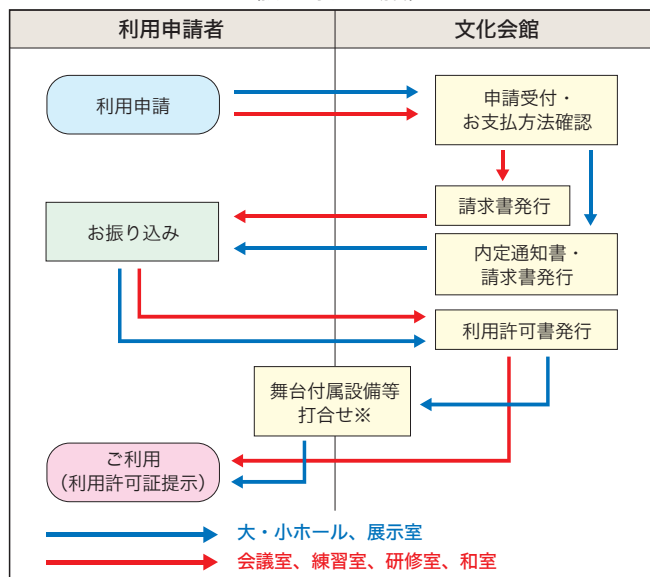 利用申請者
文化会館
利用申請
申請受付・
お支払方法確認
請求書発行
お振り込み
内定通知書・
請求書発行
利用許可書発行
舞台付属設備等
打合せ※
ご利用
（利用許可証提示）
大・小ホール、展示室
会議室、練習室、研修室、和室